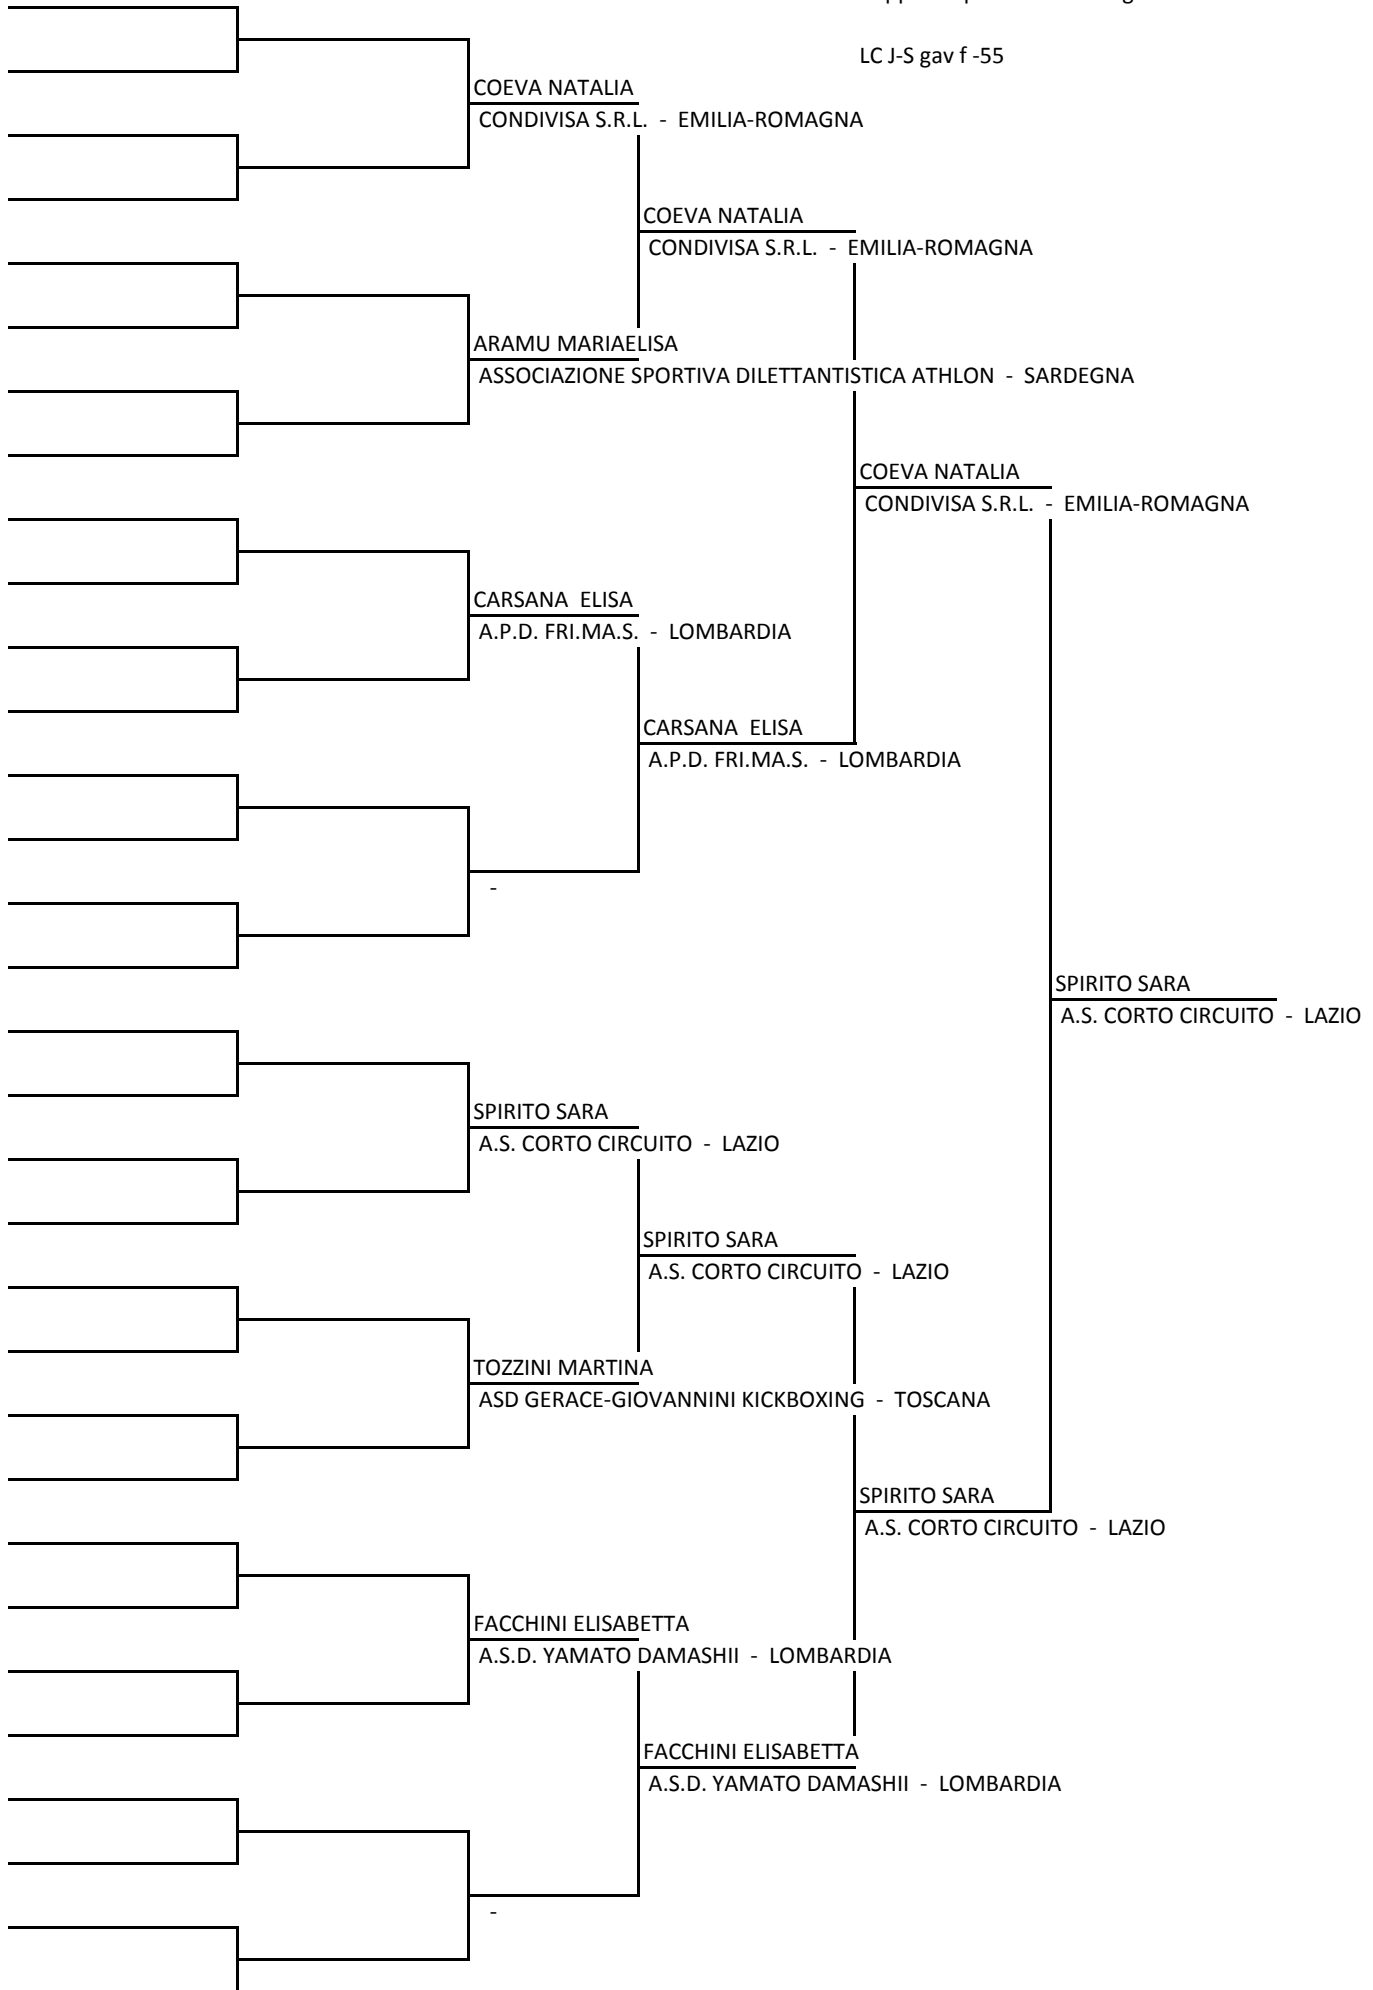 LC J-S gav f -55
COEVA NATALIA
CONDIVISA S.R.L. - EMILIA-ROMAGNA
COEVA NATALIA
CONDIVISA S.R.L. - EMILIA-ROMAGNA
ARAMU MARIAELISA
ASSOCIAZIONE SPORTIVA DILETTANTISTICA ATHLON - SARDEGNA
COEVA NATALIA
CONDIVISA S.R.L. - EMILIA-ROMAGNA
CARSANA ELISA
A.P.D. FRI.MA.S. - LOMBARDIA
CARSANA ELISA
A.P.D. FRI.MA.S. - LOMBARDIA
-
SPIRITO SARA
A.S. CORTO CIRCUITO - LAZIO
SPIRITO SARA
A.S. CORTO CIRCUITO - LAZIO
SPIRITO SARA
A.S. CORTO CIRCUITO - LAZIO
TOZZINI MARTINA
ASD GERACE-GIOVANNINI KICKBOXING - TOSCANA
SPIRITO SARA
A.S. CORTO CIRCUITO - LAZIO
FACCHINI ELISABETTA
A.S.D. YAMATO DAMASHII - LOMBARDIA
FACCHINI ELISABETTA
A.S.D. YAMATO DAMASHII - LOMBARDIA
-